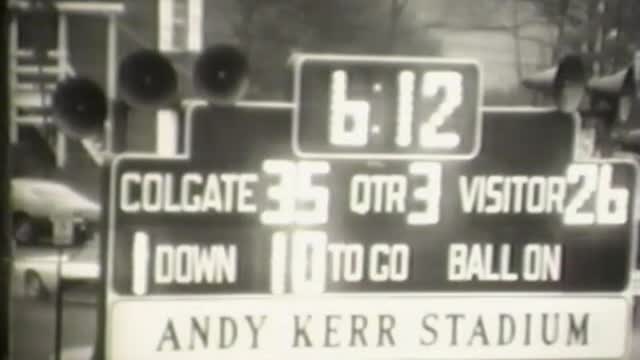 6:12
COLGATE 35 QTR 3 VISITOR 26
1 DOWN 10 TO GO BALL ON
ANDY KERR STADIUM